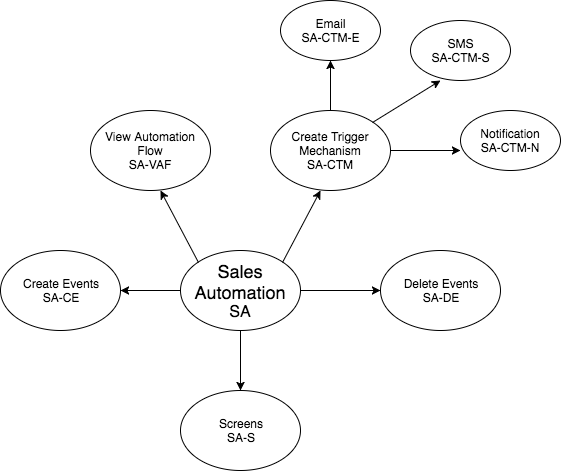 Email
SA-CTM-E
SMS
SA-CTM-S
View Automation
Flow
SA-VAF
Create Trigger
Mechanism
SA-CTM
Notification
SA-CTM-N
Create Events
SA-CE
Sales
Automation
SA
Delete Events
SA-DE
Screens
SA-S